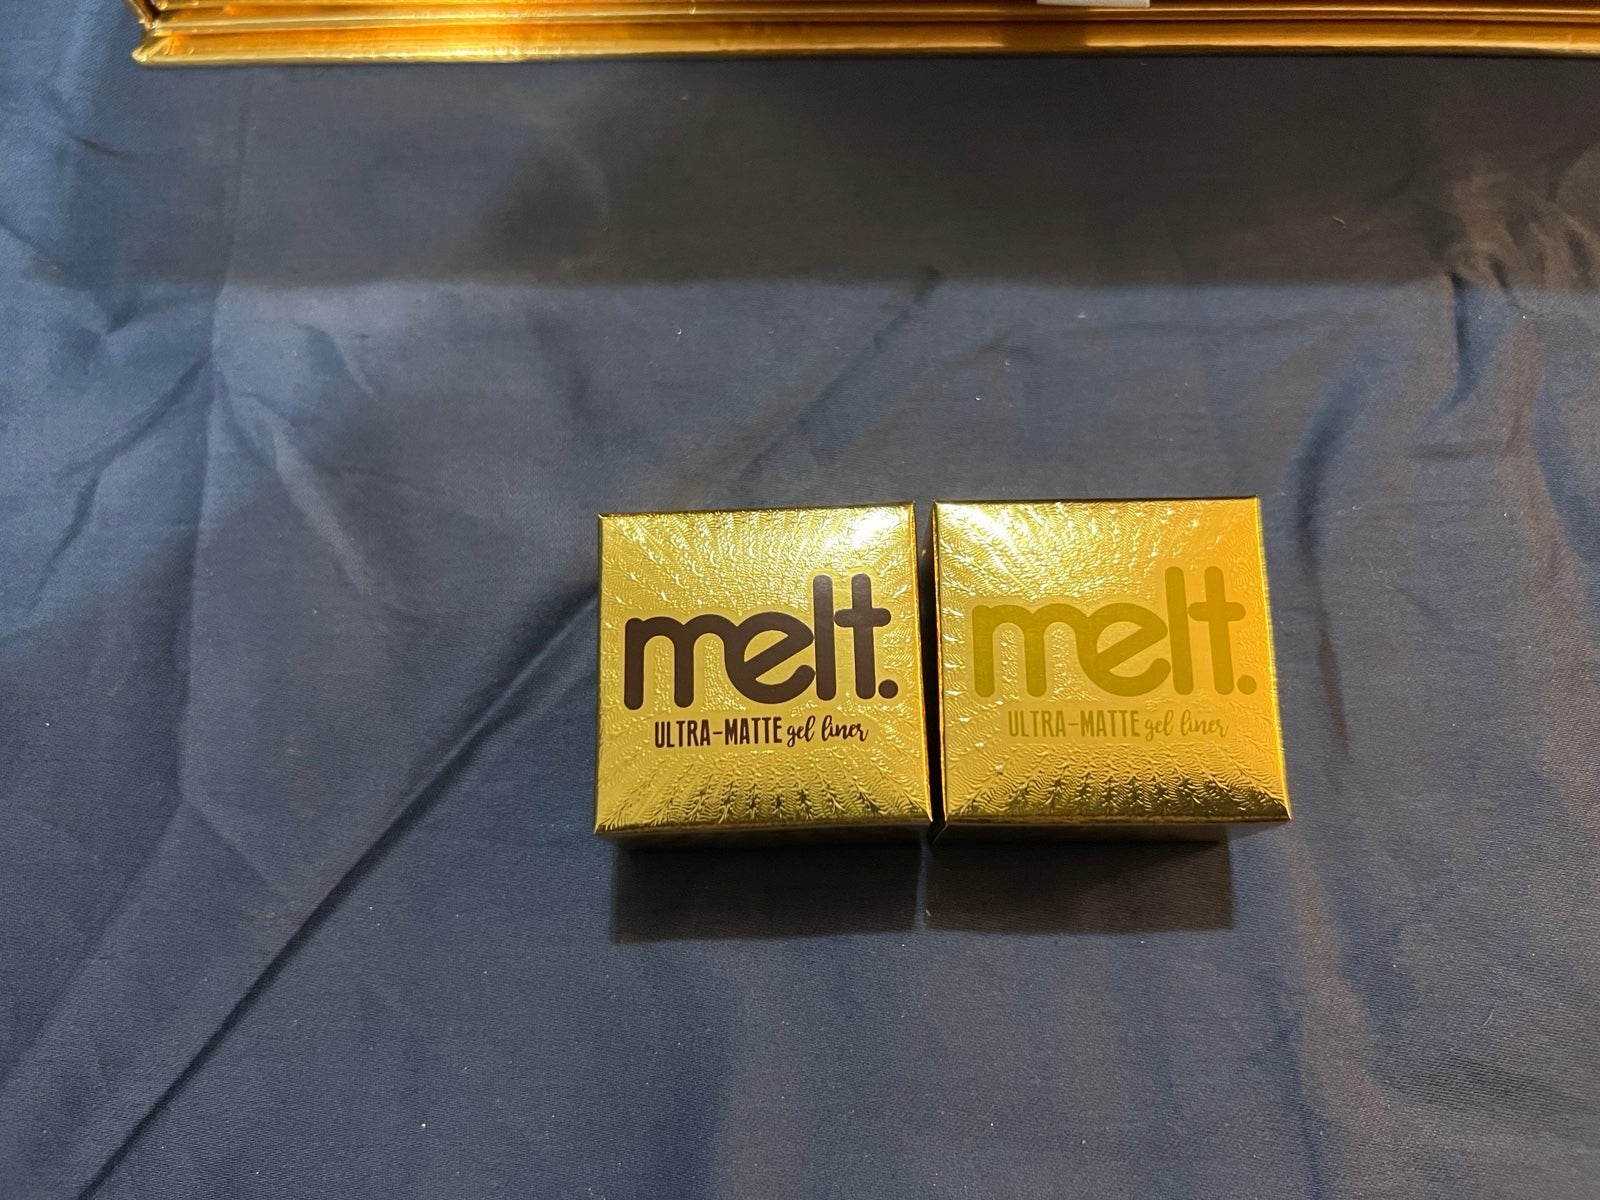 melt.
ULTRA-MATTE gel liner
melt.
ULTRA-MATTE gel liner